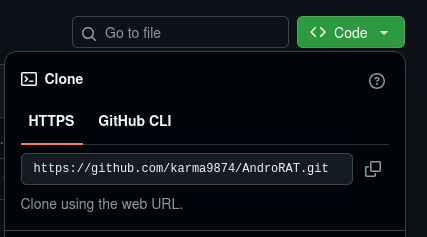 Go to file
Code
Clone
HTTPS GitHub CLI
https://github.com/karma9874/AndroRAT.git
Clone using the web URL.